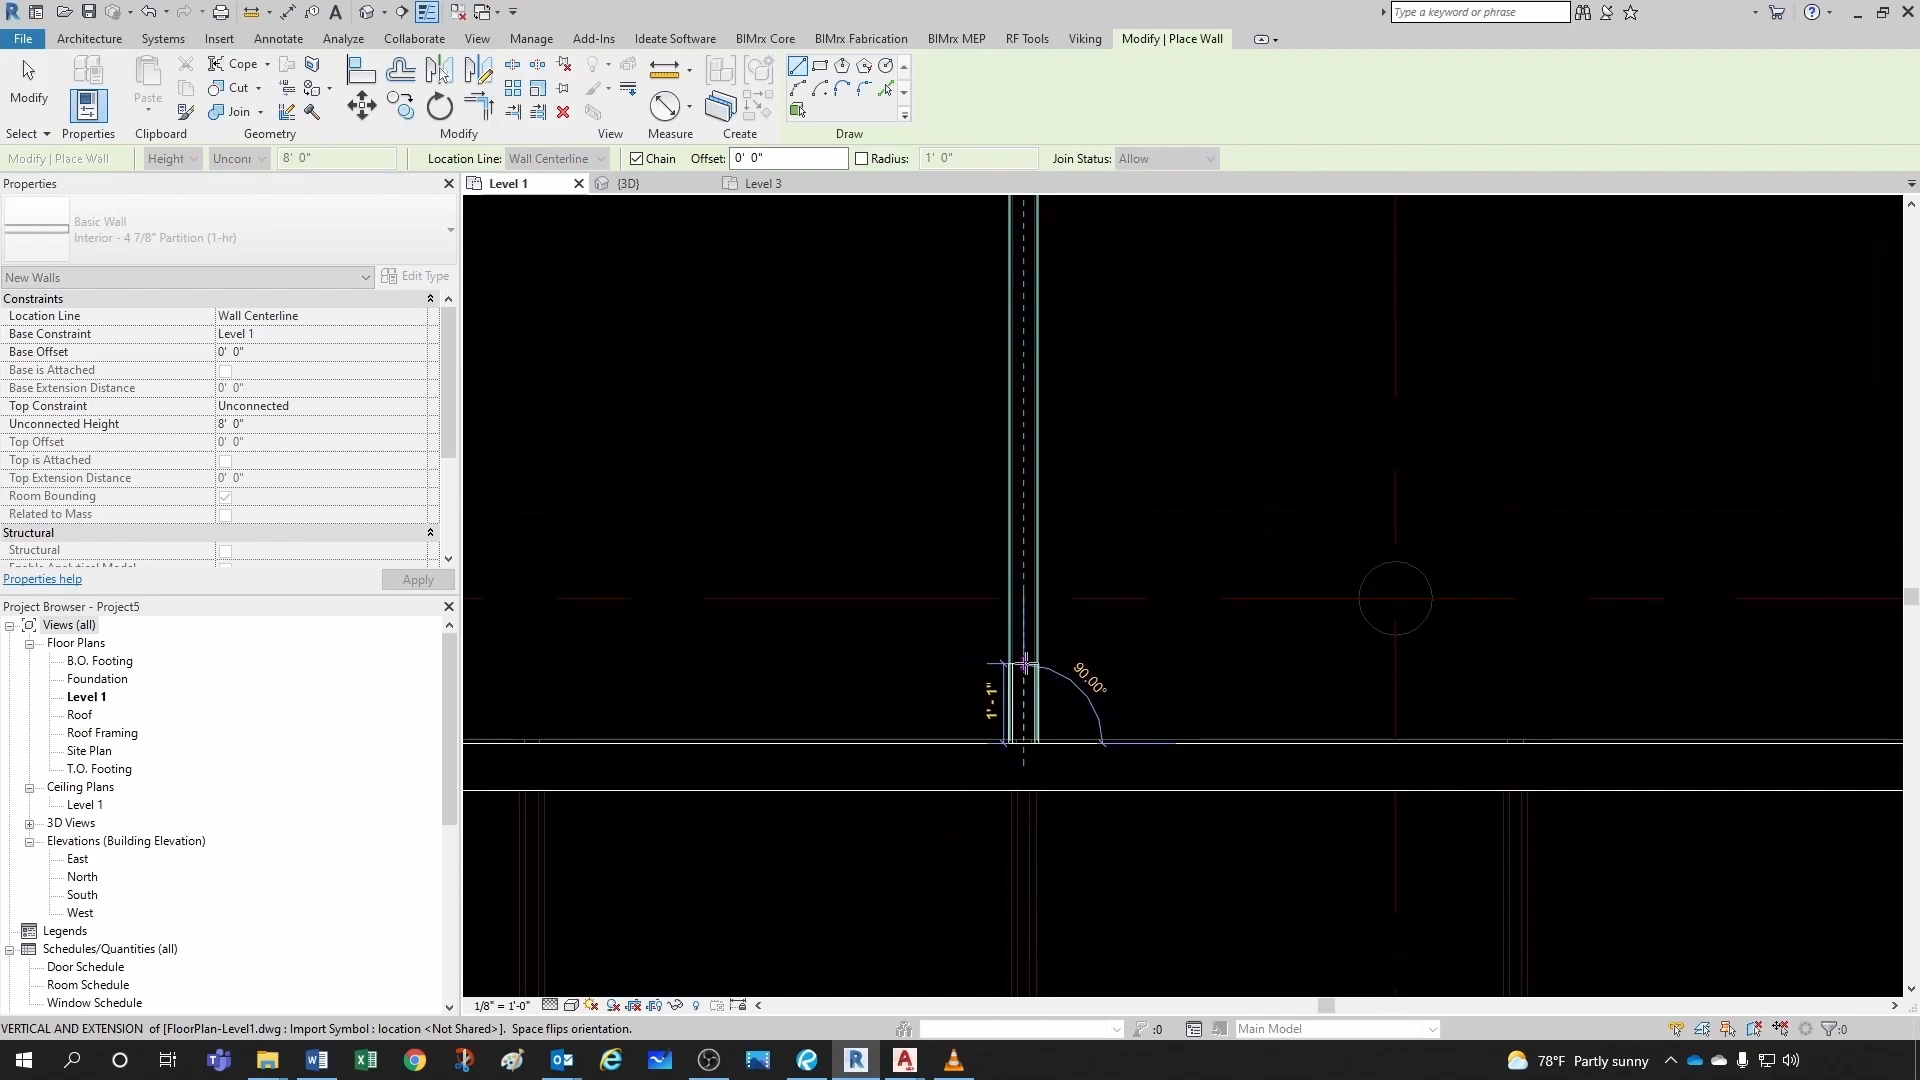 Type a keyword or phrase
File Architecture Systems Insert Annotate Analyze Collaborate View Manage Add-Ins Ideate Software BIMrx Core BIMrx Fabrication BIMrx MEP RF Tools Viking Modify | Place Wall
Modify Paste Cope Cut Join
Select Properties Clipboard Geometry Modify View Measure Create Draw
Modify | Place Wall Height Unconr 8' 0" Location Line: Wall Centerline Chain Offset: 0' 0" Radius: 1' 0" Join Status: Allow
Properties
Level 1 {3D} Level 3
Basic Wall
Interior - 4 7/8" Partition (1-hr)
New Walls Edit Type
Constraints
Location Line Wall Centerline
Base Constraint Level 1
Base Offset 0' 0"
Base is Attached
Base Extension Distance 0' 0"
Top Constraint Unconnected
Unconnected Height 8' 0"
Top Offset 0' 0"
Top is Attached
Top Extension Distance 0' 0"
Room Bounding
Related to Mass
Structural
Structural
Properties help Apply
1' - 1"
90.00°
Project Browser - Project5
Views (all)
Floor Plans
B.O. Footing
Foundation
Level 1
Roof
Roof Framing
Site Plan
T.O. Footing
Ceiling Plans
Level 1
3D Views
Elevations (Building Elevation)
East
North
South
West
Legends
Schedules/Quantities (all)
Door Schedule
Room Schedule
Window Schedule
1/8" = 1'-0"
VERTICAL AND EXTENSION of [FloorPlan-Level1.dwg : Import Symbol : location <Not Shared>]. Space flips orientation. :0 Main Model :0
78°F Partly sunny